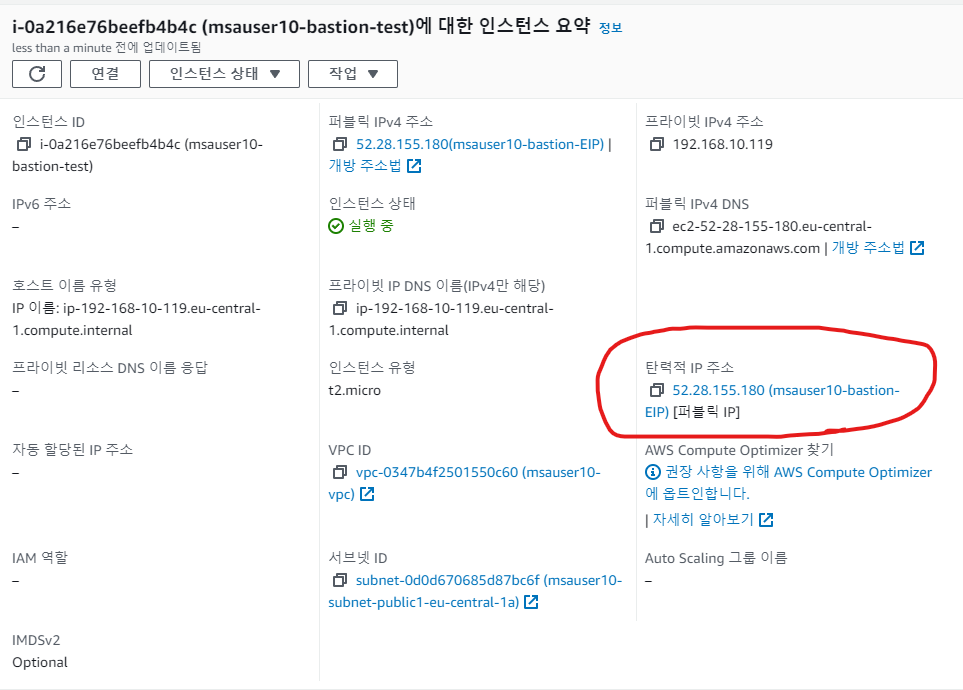 i-0a216e76beefb4b4c (msauser10-bastion-test)에 대한 인스턴스 요약 정보
less than a minute 전에 업데이트됨
연결
인스턴스 상태
작업
인스턴스 ID
i-0a216e76beefb4b4c (msauser10-
bastion-test)
퍼블릭 IPv4 주소
52.28.155.180(msauser10-bastion-EIP) |
개방 주소법
프라이빗 IPv4 주소
192.168.10.119
IPv6 주소
–
인스턴스 상태
실행 중
퍼블릭 IPv4 DNS
ec2-52-28-155-180.eu-central-
1.compute.amazonaws.com | 개방 주소법
호스트 이름 유형
IP 이름: ip-192-168-10-119.eu-central-
1.compute.internal
프라이빗 IP DNS 이름(IPv4만 해당)
ip-192-168-10-119.eu-central-
1.compute.internal
프라이빗 리소스 DNS 이름 응답
–
인스턴스 유형
t2.micro
탄력적 IP 주소
52.28.155.180 (msauser10-bastion-
EIP) [퍼블릭 IP]
자동 할당된 IP 주소
–
VPC ID
vpc-0347b4f2501550c60 (msauser10-
vpc)
AWS Compute Optimizer 찾기
권장 사항을 위해 AWS Compute Optimizer
에 옵트인합니다.
| 자세히 알아보기
IAM 역할
–
서브넷 ID
subnet-0d0d670685d87bc6f (msauser10-
subnet-public1-eu-central-1a)
Auto Scaling 그룹 이름
–
IMDSv2
Optional